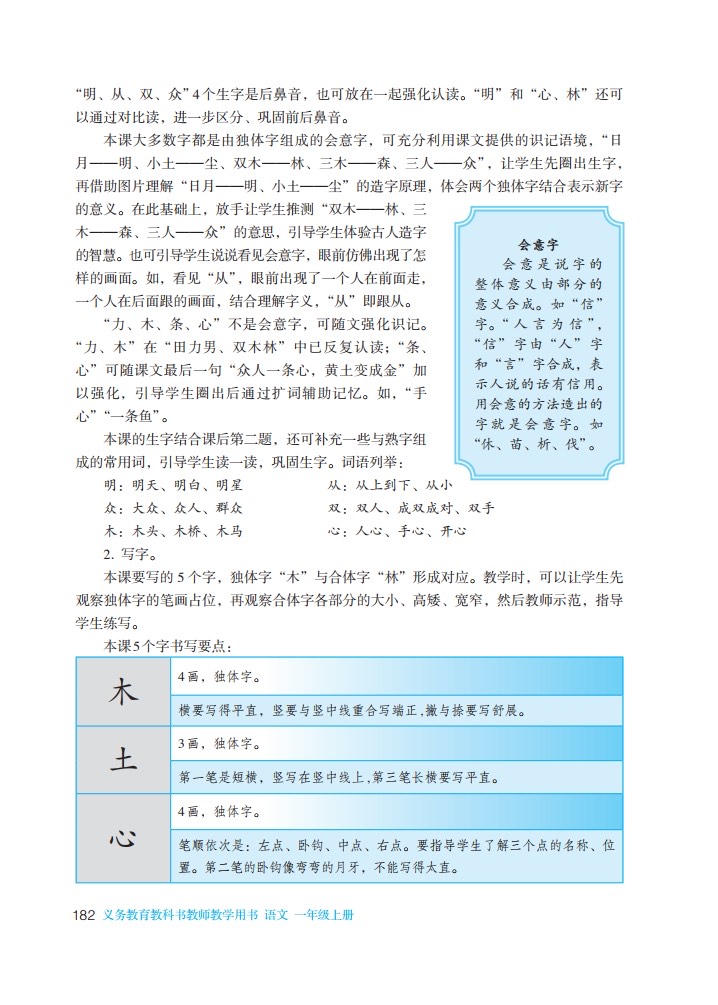 “明、从、双、众”4个生字是后鼻音，也可放在一起强化认读。“明”和“心、林”还可
以通过对比读，进一步区分、巩固前后鼻音。
本课大多数字都是由独体字组成的会意字，可充分利用课文提供的识记语境，“日
月——明、小土——尘、双木——林、三木——森、三人——众”，让学生先圈出生字，
再借助图片理解“日月——明、小土——尘”的造字原理，体会两个独体字结合表示新字
的意义。在此基础上，放手让学生推测“双木——林、三
木——森、三人——众”的意思，引导学生体验古人造字
的智慧。也可引导学生说说看见会意字，眼前仿佛出现了怎
样的画面。如，看见“从”，眼前出现了一个人在前面走，
一个人在后面跟的画面，结合理解字义，“从”即跟从。
“力、木、条、心”不是会意字，可随文强化识记。
“力、木”在“田力男、双木林”中已反复认读；“条、
心”可随课文最后一句“众人一条心，黄土变成金”加
以强化，引导学生圈出后通过扩词辅助记忆。如，“手
心”“一条鱼”。
本课的生字结合课后第二题，还可补充一些与熟字组
成的常用词，引导学生读一读，巩固生字。词语列举：
会意字
会意是说字的
整体意义由部分的
意义合成。如“信”
字。“人言为信”，
“信”字由“人”字
和“言”字合成，表
示人说的话有信用。
用会意的方法造出的
字就是会意字。如
“休、苗、析、伐”。
明：明天、明白、明星 从：从上到下、从小
众：大众、众人、群众 双：双人、成双成对、双手
木：木头、木桥、木马 心：人心、手心、开心
2. 写字。
本课要写的 5 个字，独体字“木”与合体字“林”形成对应。教学时，可以让学生先
观察独体字的笔画占位，再观察合体字各部分的大小、高矮、宽窄，然后教师示范，指导
学生练写。
本课5个字书写要点：
木
4画，独体字。
横要写得平直，竖要与竖中线重合写端正,撇与捺要写舒展。
土
3画，独体字。
第一笔是短横，竖写在竖中线上,第三笔长横要写平直。
心
4画，独体字。
笔顺依次是：左点、卧钩、中点、右点。要指导学生了解三个点的名称、位
置。第二笔的卧钩像弯弯的月牙，不能写得太直。
182 义务教育教科书教师教学用书 语文 一年级上册